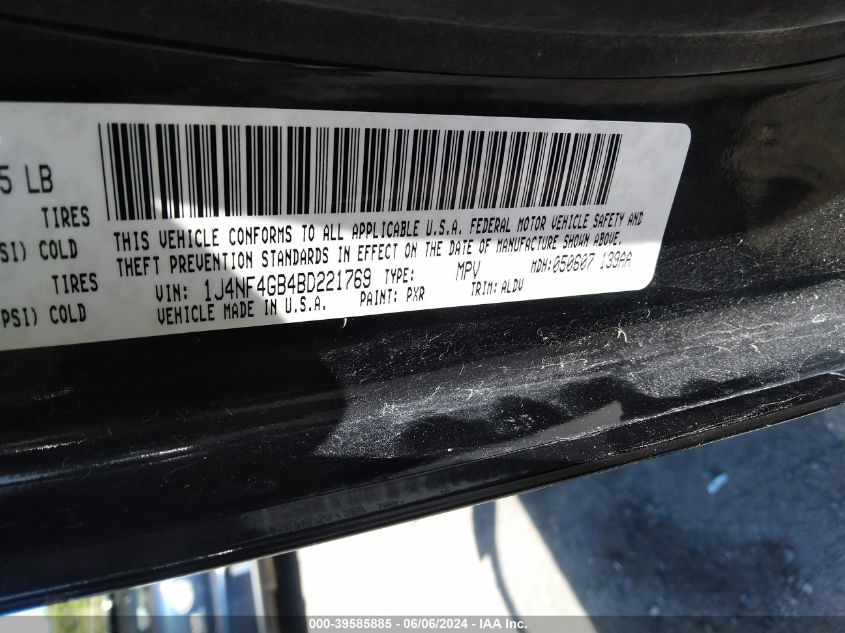 5 LB
TIRES
SI) COLD
TIRES
PSI) COLD
THIS VEHICLE CONFORMS TO ALL APPLICABLE U.S.A. FEDERAL MOTOR VEHICLE SAFETY AND
THEFT PREVENTION STANDARDS IN EFFECT ON THE DATE OF MANUFACTURE SHOWN ABOVE.
VIN: 1J4NF4GB4BD221769 TYPE: MPV MDH: 050607 139AA
VEHICLE MADE IN U.S.A. PAINT: PXR TRIM: ALDV
000-39585885 - 06/06/2024 - IAA Inc.